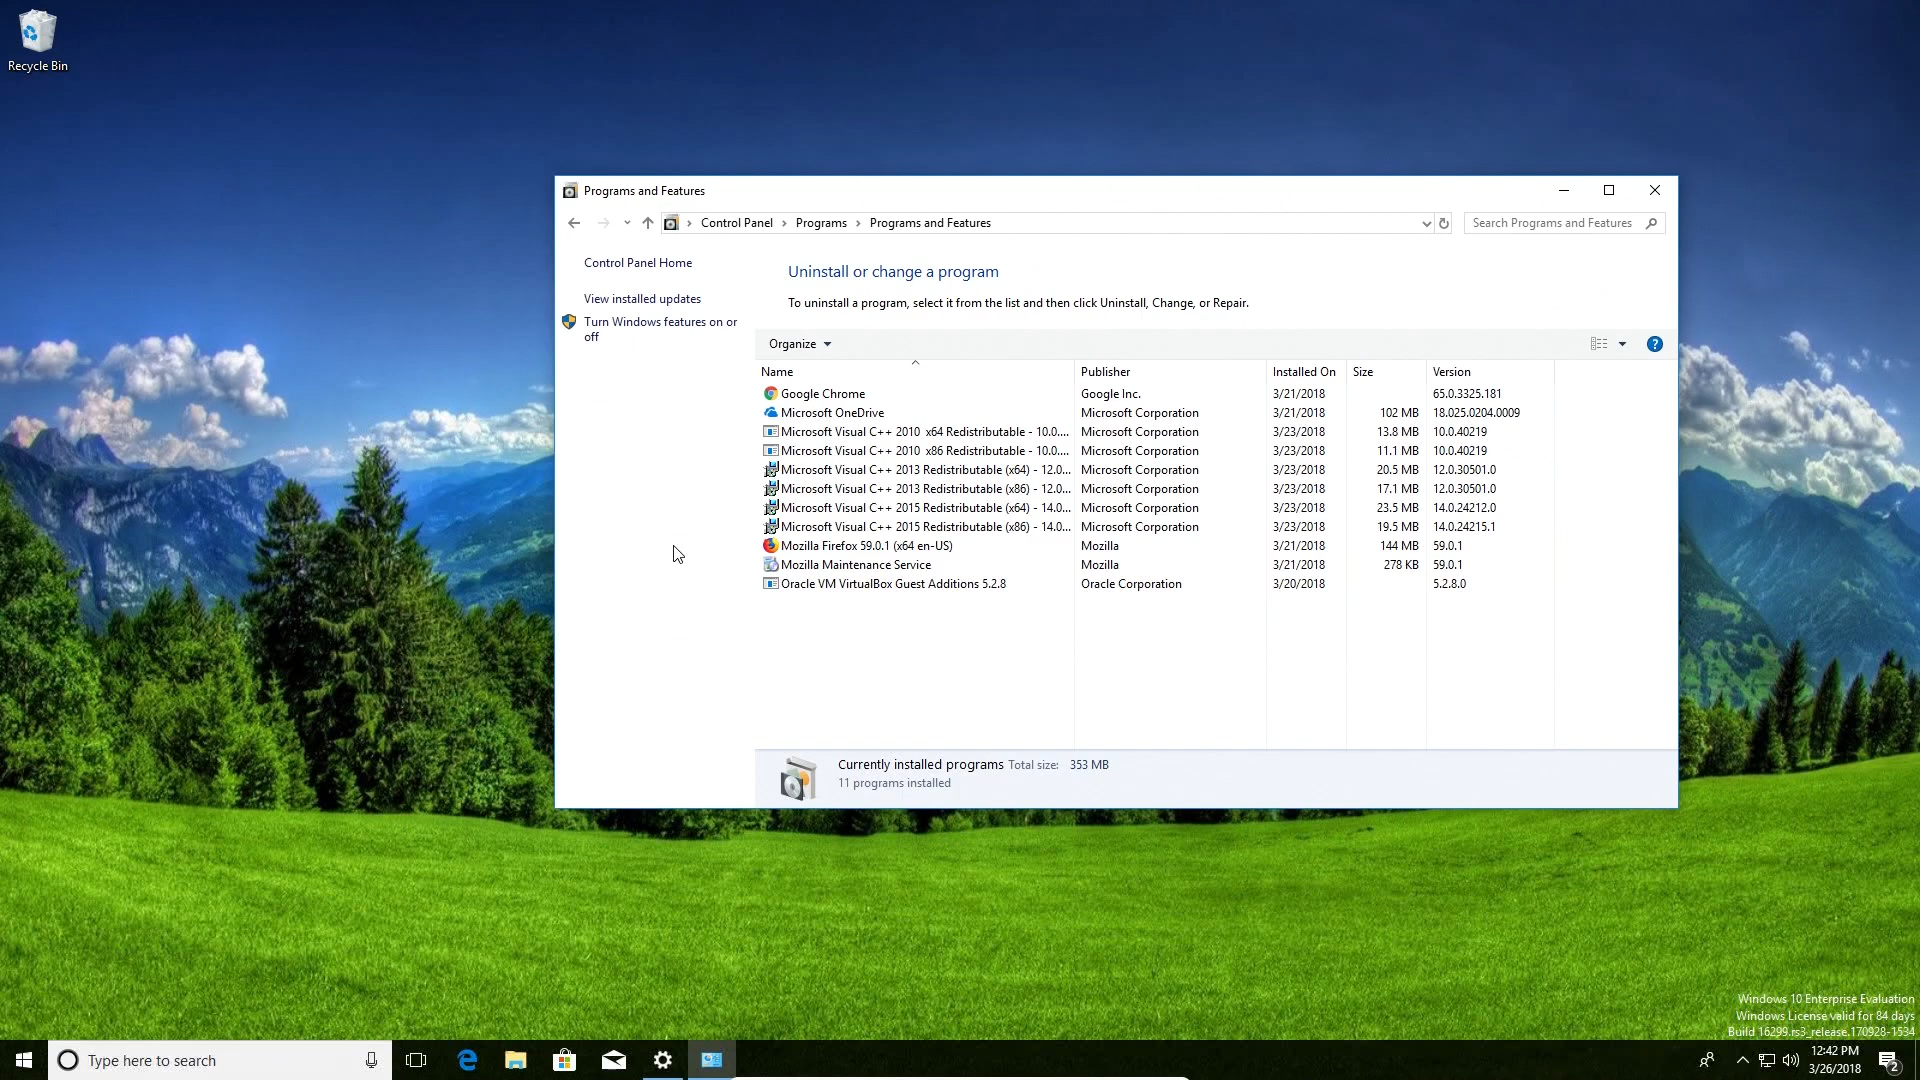 Recycle Bin
Programs and Features
Control Panel Programs Programs and Features
Search Programs and Features
Control Panel Home
View installed updates
Turn Windows features on or
off
Uninstall or change a program
To uninstall a program, select it from the list and then click Uninstall, Change, or Repair.
Organize
Name Publisher Installed On Size Version
Google Chrome Google Inc. 3/21/2018 65.0.3325.181
Microsoft OneDrive Microsoft Corporation 3/21/2018 102 MB 18.025.0204.0009
Microsoft Visual C++ 2010 x64 Redistributable - 10.0.... Microsoft Corporation 3/23/2018 13.8 MB 10.0.40219
Microsoft Visual C++ 2010 x86 Redistributable - 10.0.... Microsoft Corporation 3/23/2018 11.1 MB 10.0.40219
Microsoft Visual C++ 2013 Redistributable (x64) - 12.0... Microsoft Corporation 3/23/2018 20.5 MB 12.0.30501.0
Microsoft Visual C++ 2013 Redistributable (x86) - 12.0... Microsoft Corporation 3/23/2018 17.1 MB 12.0.30501.0
Microsoft Visual C++ 2015 Redistributable (x64) - 14.0... Microsoft Corporation 3/23/2018 23.5 MB 14.0.24212.0
Microsoft Visual C++ 2015 Redistributable (x86) - 14.0... Microsoft Corporation 3/23/2018 19.5 MB 14.0.24215.1
Mozilla Firefox 59.0.1 (x64 en-US) Mozilla 3/21/2018 144 MB 59.0.1
Mozilla Maintenance Service Mozilla 3/21/2018 278 KB 59.0.1
Oracle VM VirtualBox Guest Additions 5.2.8 Oracle Corporation 3/20/2018 5.2.8.0
Currently installed programs Total size: 353 MB
11 programs installed
Windows 10 Enterprise Evaluation
Windows License valid for 84 days
Build 16299.rs3_release.170928-1534
Type here to search
12:42 PM
3/26/2018
2